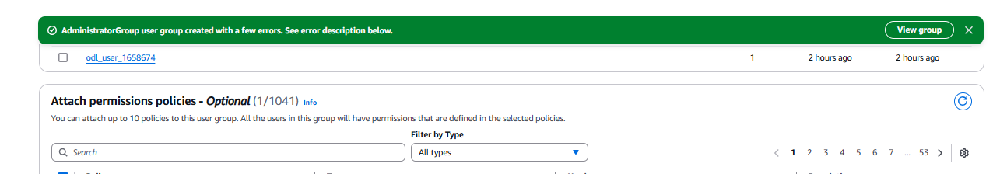 AdministratorGroup user group created with a few errors. See error description below.
View group
odl_user_1658674
1
2 hours ago
2 hours ago
Attach permissions policies - Optional (1/1041) Info
You can attach up to 10 policies to this user group. All the users in this group will have permissions that are defined in the selected policies.
Filter by Type
Search
All types
1 2 3 4 5 6 7 ... 53